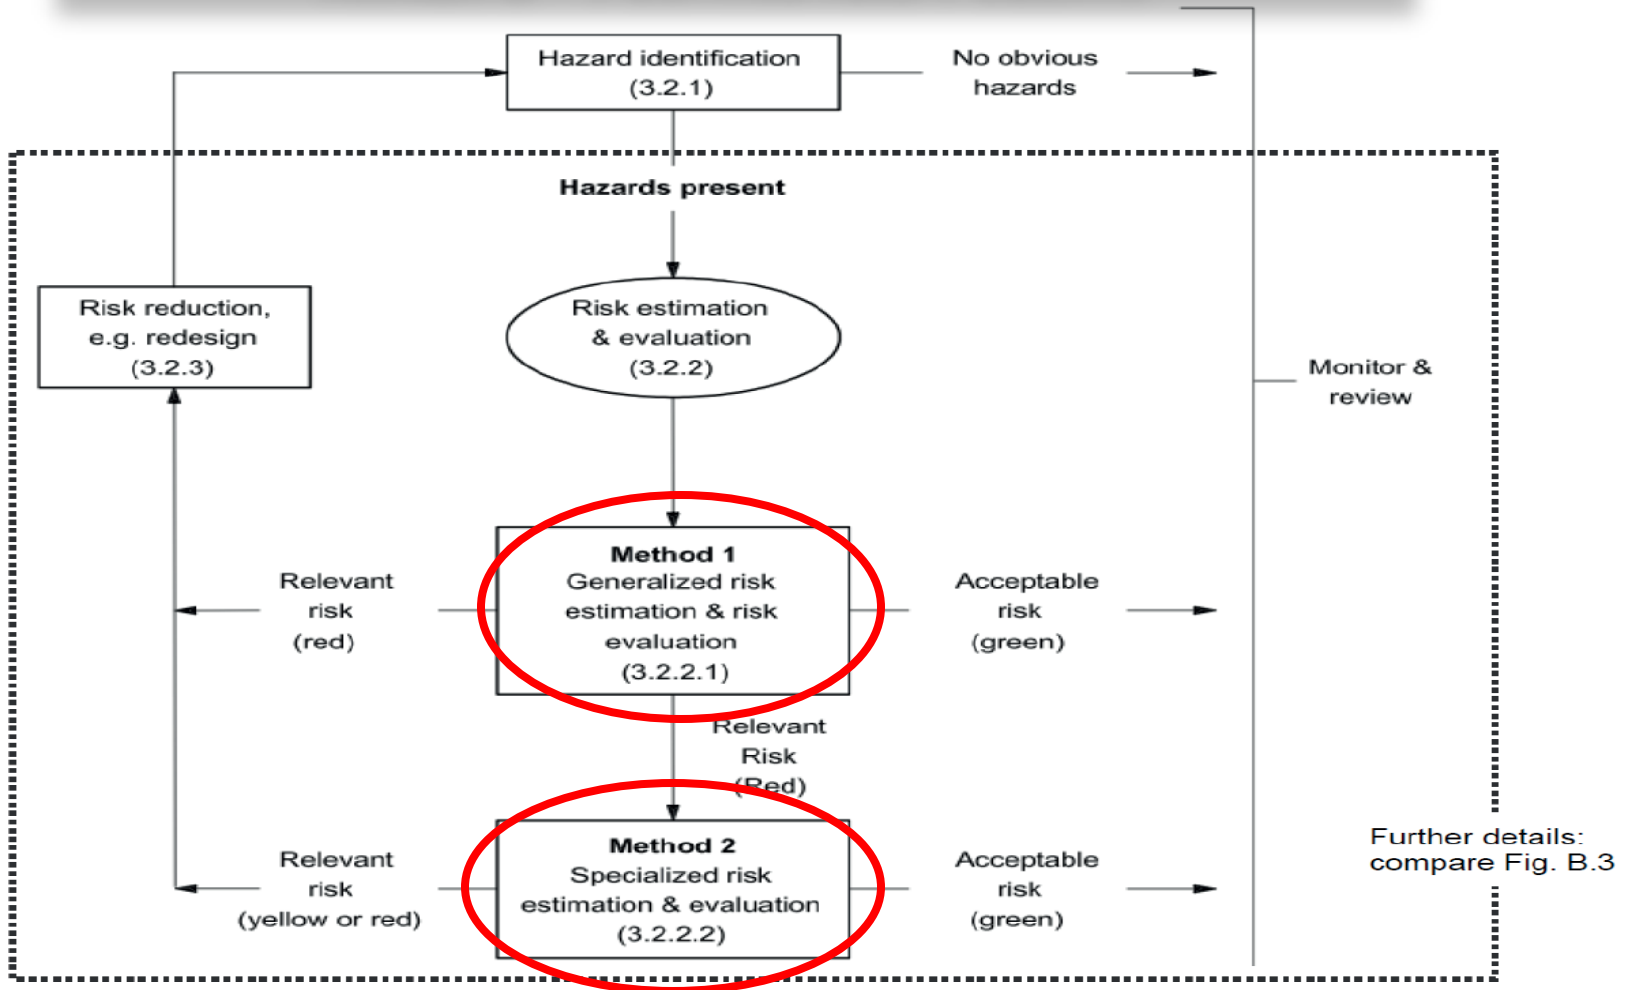 Hazard identification
(3.2.1)
No obvious
hazards
Hazards present
Risk reduction,
e.g. redesign
(3.2.3)
Risk estimation
& evaluation
(3.2.2)
Monitor &
review
Relevant
risk
(red)
Method 1
Generalized risk
estimation & risk
evaluation
(3.2.2.1)
Acceptable
risk
(green)
Relevant
Risk
(Red)
Relevant
risk
(yellow or red)
Method 2
Specialized risk
estimation & evaluation
(3.2.2.2)
Acceptable
risk
(green)
Further details:
compare Fig. B.3